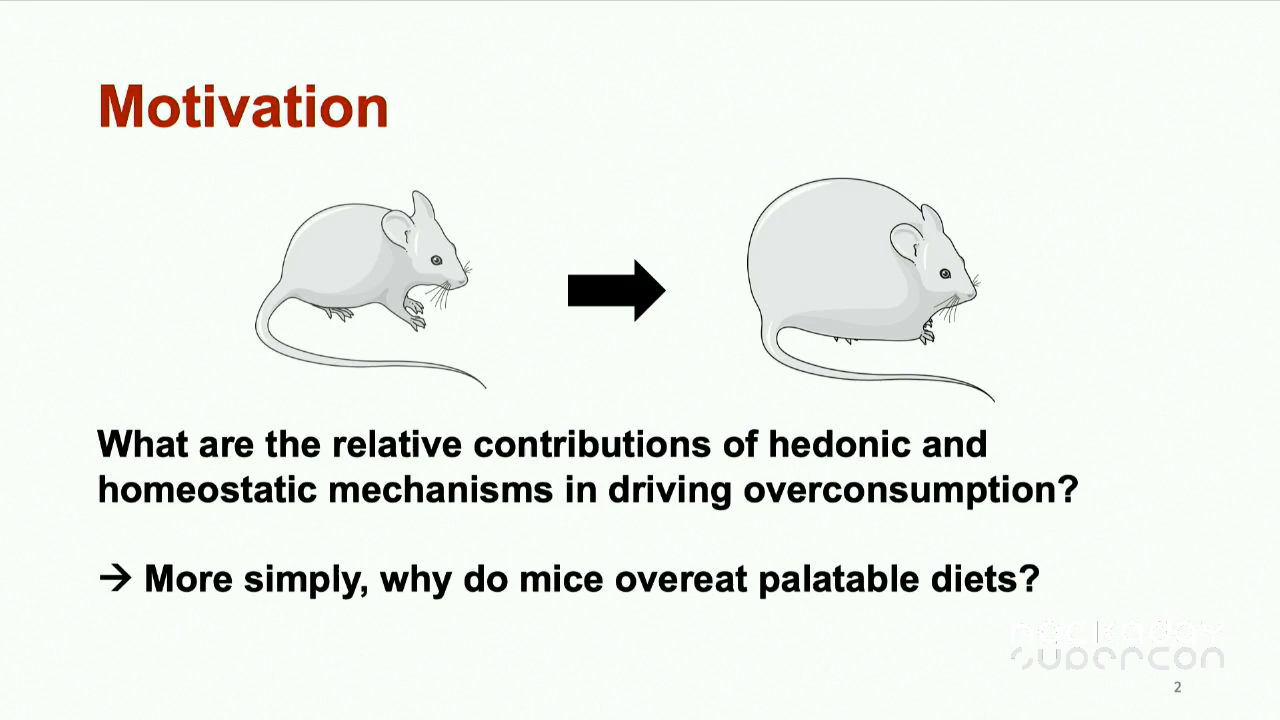 Motivation
What are the relative contributions of hedonic and
homeostatic mechanisms in driving overconsumption?
→ More simply, why do mice overeat palatable diets?
hackaday
supercon
2